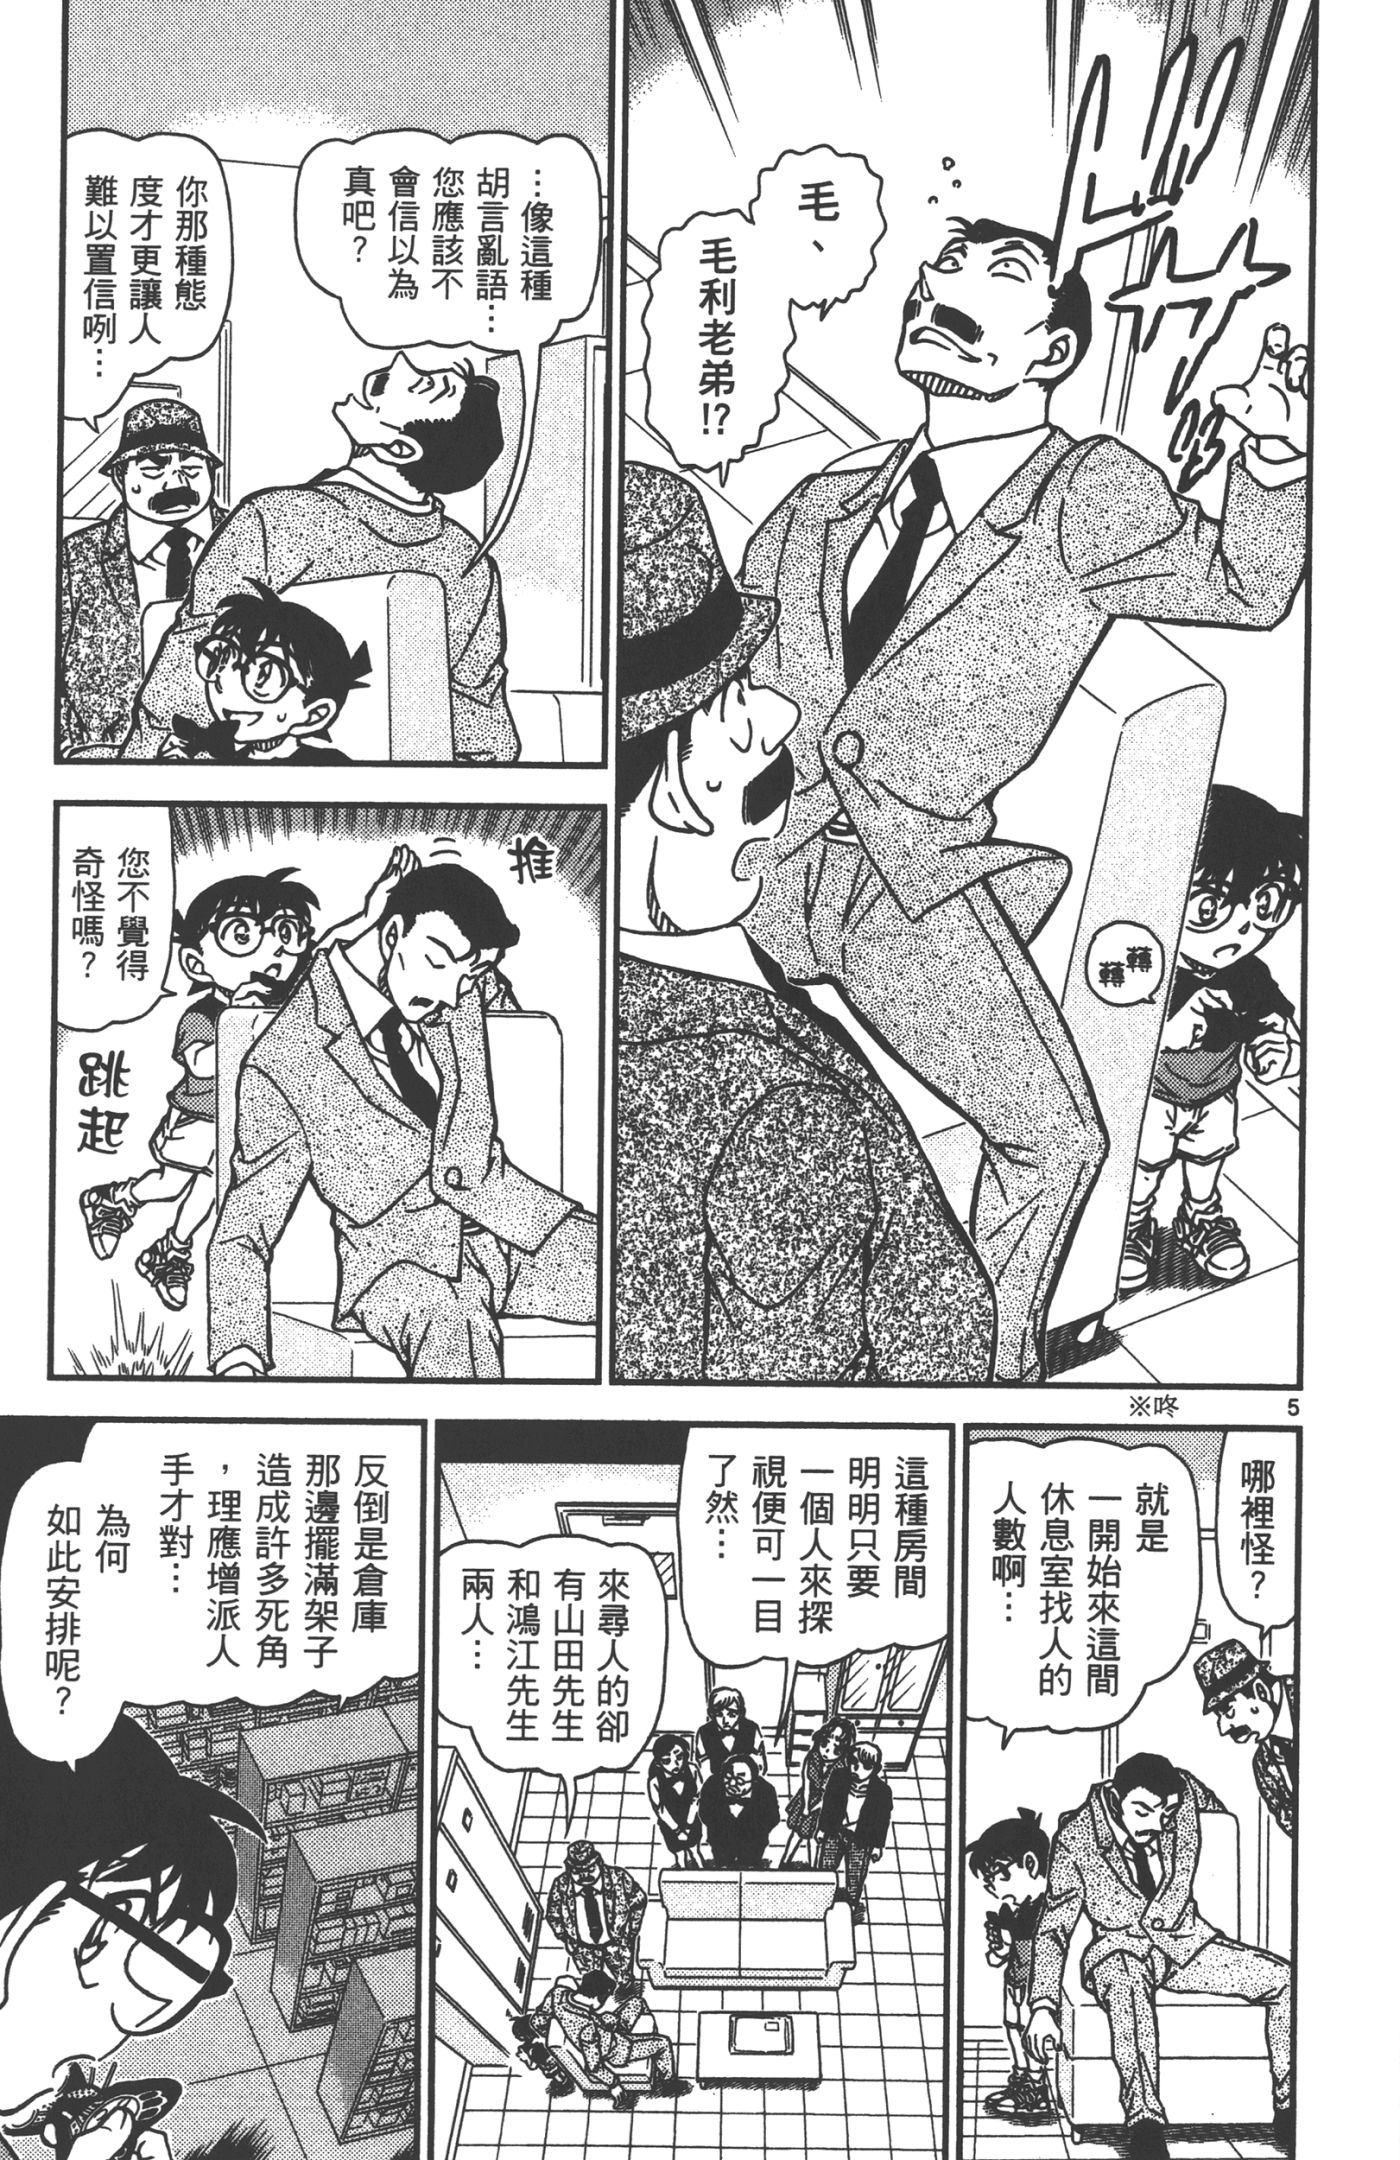 毛、
毛利老弟!?
轉
轉
※咚
5
…像這種
胡言亂語…
您應該不
會信以為
真吧?
你那種態
度才更讓人
難以置信咧…
推
您不覺得
奇怪嗎?
跳起
哪裡怪?
就是
一開始來這間
休息室找人的
人數啊…
這種房間
明明只要
一個人來探
視便可一目
了然…
來尋人的卻
有山田先生
和鴻江先生
兩人…
反倒是倉庫
那邊擺滿架子
造成許多死角
,理應增派人
手才對…
為何
如此安排呢?